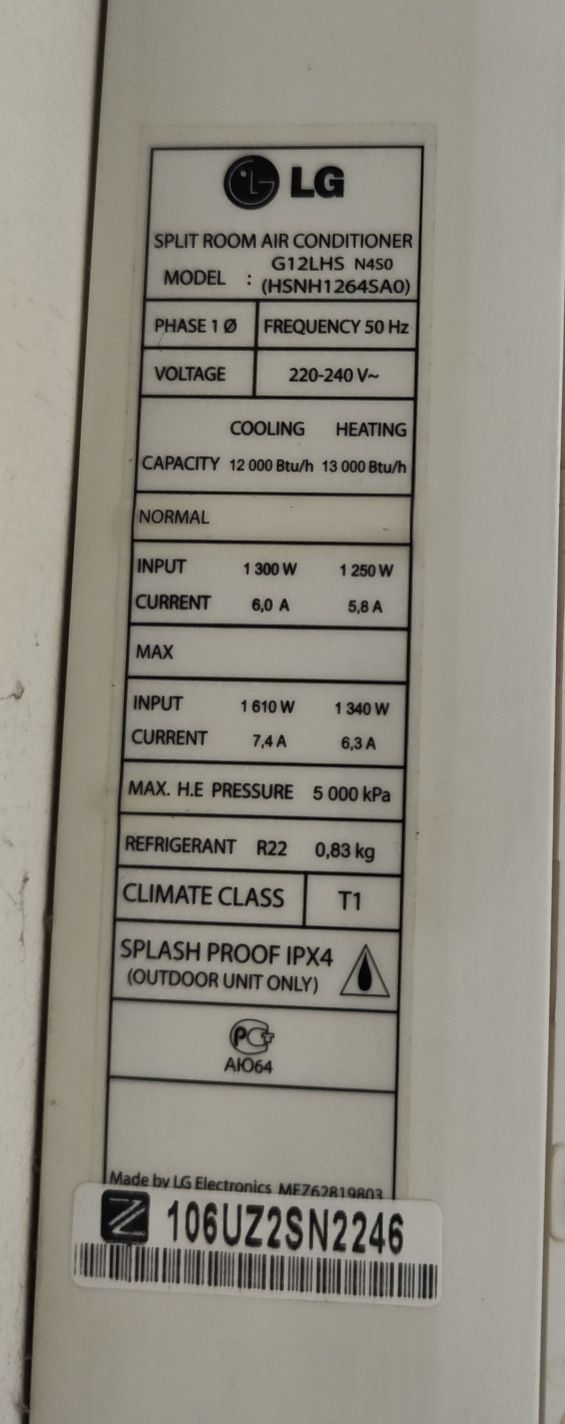 LG
SPLIT ROOM AIR CONDITIONER
MODEL : G12LHS N4S0
(HSNH1264SA0)
PHASE 1 Ø FREQUENCY 50 Hz
VOLTAGE 220-240 V~
COOLING HEATING
CAPACITY 12 000 Btu/h 13 000 Btu/h
NORMAL
INPUT 1 300 W 1 250 W
CURRENT 6,0 A 5,8 A
MAX
INPUT 1 610 W 1 340 W
CURRENT 7,4 A 6,3 A
MAX. H.E PRESSURE 5 000 kPa
REFRIGERANT R22 0,83 kg
CLIMATE CLASS T1
SPLASH PROOF IPX4
(OUTDOOR UNIT ONLY)
АЮ64
Made by LG Electronics MEZ62819803
106UZ2SN2246